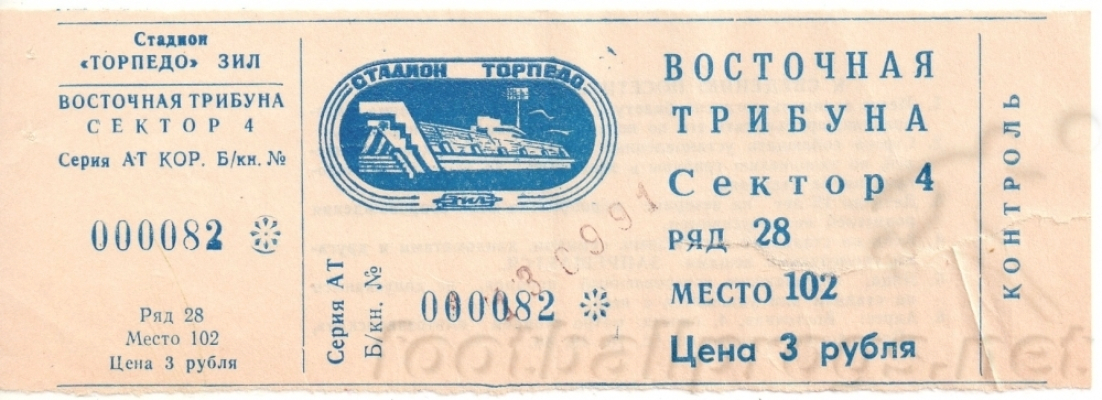 Стадион
«ТОРПЕДО» ЗИЛ
ВОСТОЧНАЯ ТРИБУНА
СЕКТОР 4
Серия АТ КОР. Б/кн. №
000082
Ряд 28
Место 102
Цена 3 рубля
СТАДИОН ТОРПЕДО
ЗИЛ
Серия АТ
Б/кн. №
000082
ВОСТОЧНАЯ
ТРИБУНА
Сектор 4
РЯД 28
МЕСТО 102
Цена 3 рубля
КОНТРОЛЬ